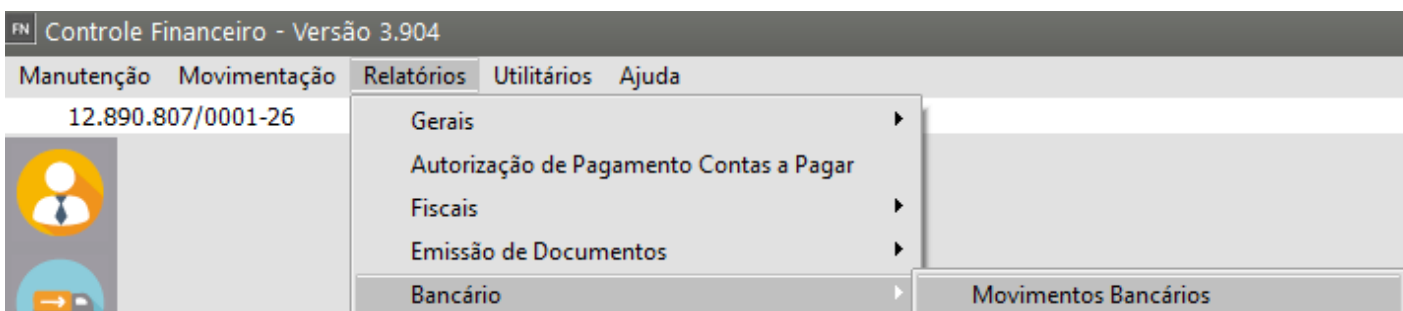 FN Controle Financeiro - Versão 3.904
Manutenção Movimentação Relatórios Utilitários Ajuda
12.890.807/0001-26
Gerais
Autorização de Pagamento Contas a Pagar
Fiscais
Emissão de Documentos
Bancário
Movimentos Bancários